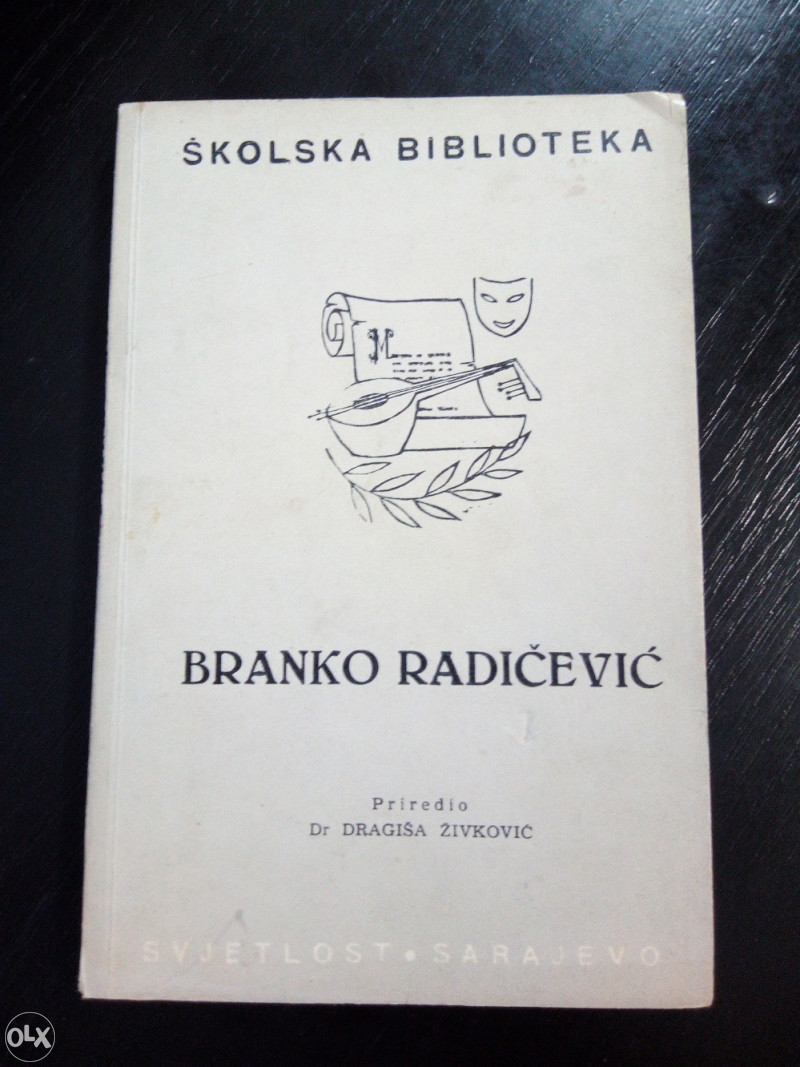 ŠKOLSKA BIBLIOTEKA
BRANKO RADIČEVIĆ
Priredio
Dr DRAGIŠA ŽIVKOVIĆ
SVJETLOST • SARAJEVO
OLX